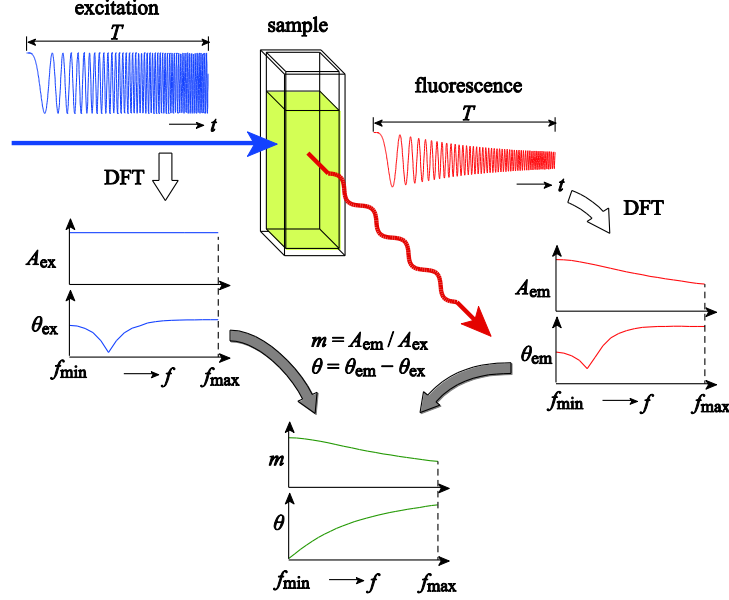 excitation
T
t
sample
fluorescence
T
t
DFT
DFT
A_ex
θ_ex
f_min
f
f_max
m = A_em / A_ex
θ = θ_em − θ_ex
A_em
θ_em
f_min
f
f_max
m
θ
f_min
f
f_max